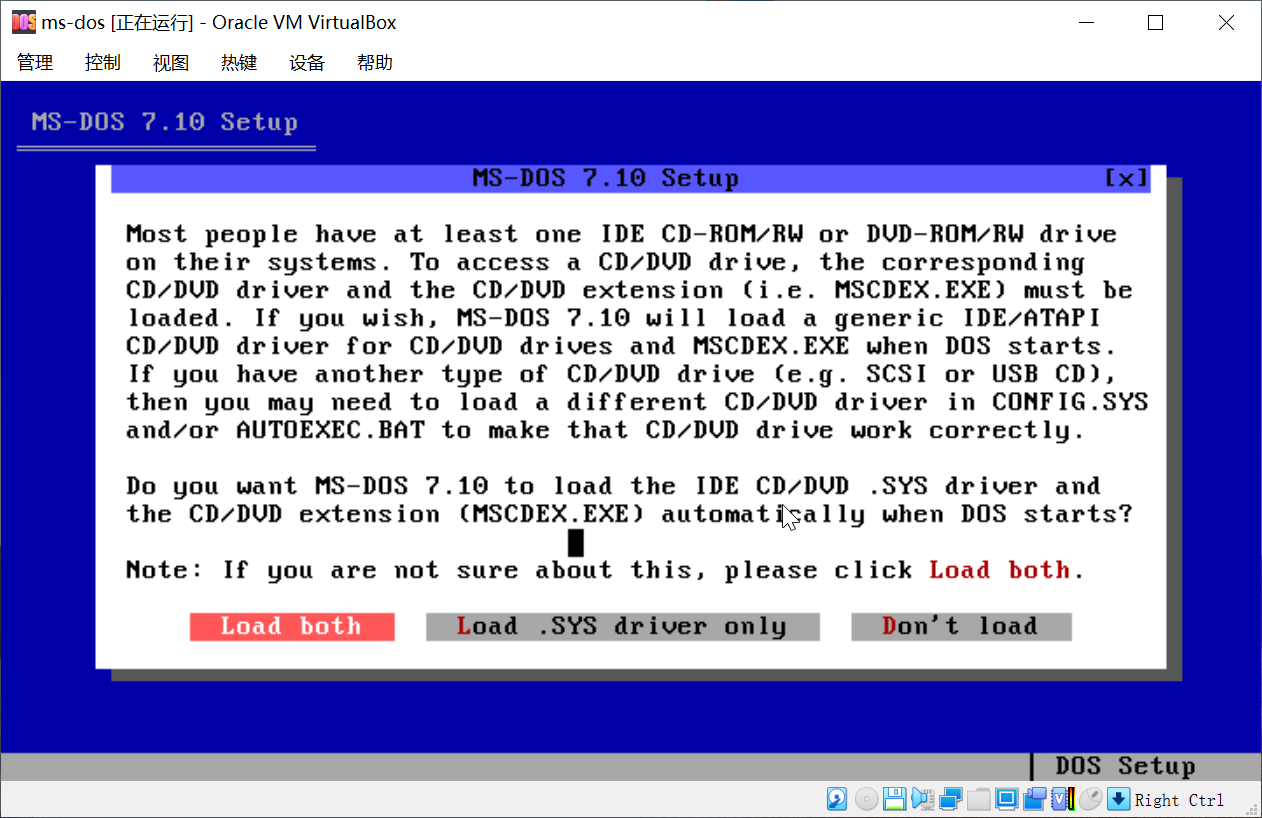 ms-dos [正在运行] - Oracle VM VirtualBox
管理 控制 视图 热键 设备 帮助
MS-DOS 7.10 Setup
MS-DOS 7.10 Setup [x]
Most people have at least one IDE CD-ROM/RW or DVD-ROM/RW drive
on their systems. To access a CD/DVD drive, the corresponding
CD/DVD driver and the CD/DVD extension (i.e. MSCDEX.EXE) must be
loaded. If you wish, MS-DOS 7.10 will load a generic IDE/ATAPI
CD/DVD driver for CD/DVD drives and MSCDEX.EXE when DOS starts.
If you have another type of CD/DVD drive (e.g. SCSI or USB CD),
then you may need to load a different CD/DVD driver in CONFIG.SYS
and/or AUTOEXEC.BAT to make that CD/DVD drive work correctly.
Do you want MS-DOS 7.10 to load the IDE CD/DVD .SYS driver and
the CD/DVD extension (MSCDEX.EXE) automatically when DOS starts?
Note: If you are not sure about this, please click Load both.
Load both Load .SYS driver only Don't load
DOS Setup
Right Ctrl